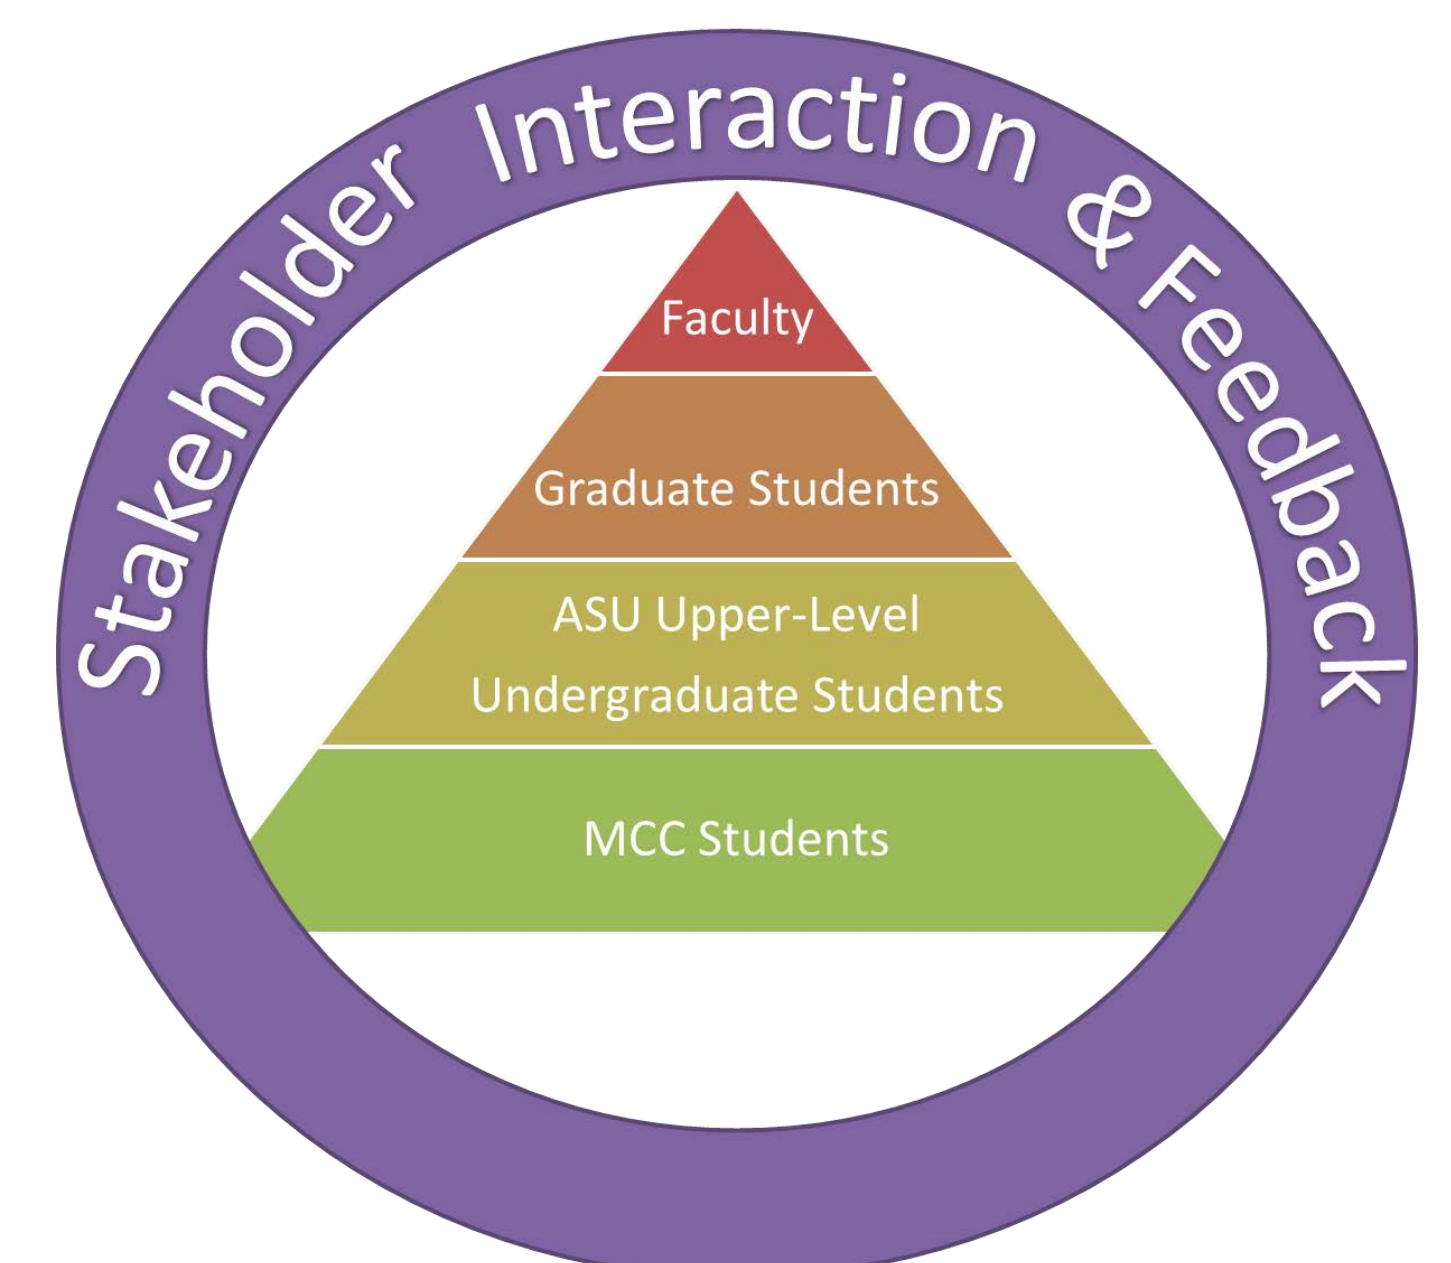 Stakeholder Interaction & Feedback
Faculty
Graduate Students
ASU Upper-Level
Undergraduate Students
MCC Students